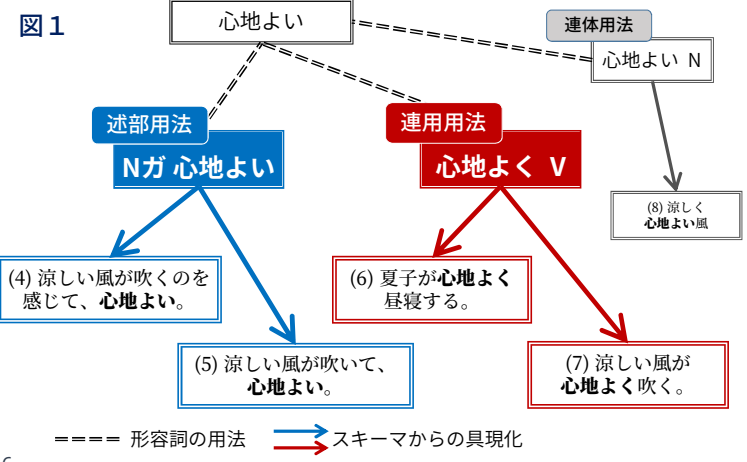 図１
心地よい
連体用法
心地よい N
述部用法
Nガ 心地よい
連用用法
心地よく V
(8) 涼しく
心地よい風
(4) 涼しい風が吹くのを
感じて、心地よい。
(6) 夏子が心地よく
昼寝する。
(5) 涼しい風が吹いて、
心地よい。
(7) 涼しい風が
心地よく吹く。
形容詞の用法
スキーマからの具現化